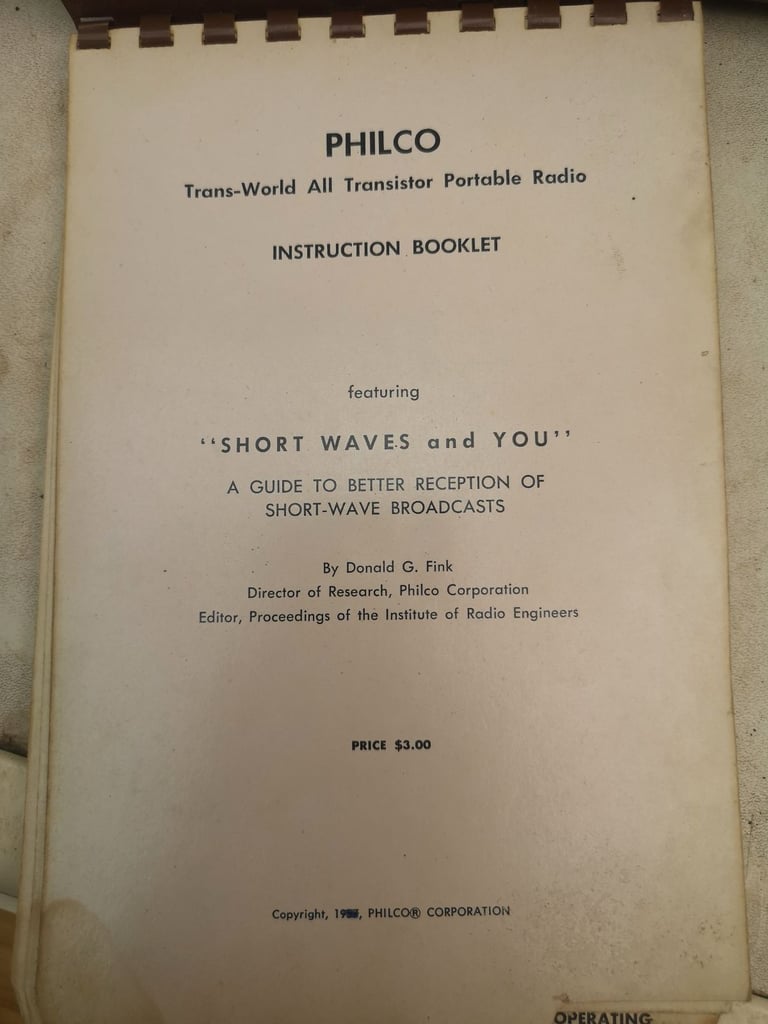 PHILCO
Trans-World All Transistor Portable Radio
INSTRUCTION BOOKLET
featuring
‘‘SHORT WAVES and YOU’’
A GUIDE TO BETTER RECEPTION OF
SHORT-WAVE BROADCASTS
By Donald G. Fink
Director of Research, Philco Corporation
Editor, Proceedings of the Institute of Radio Engineers
PRICE $3.00
Copyright, PHILCO® CORPORATION
OPERATING